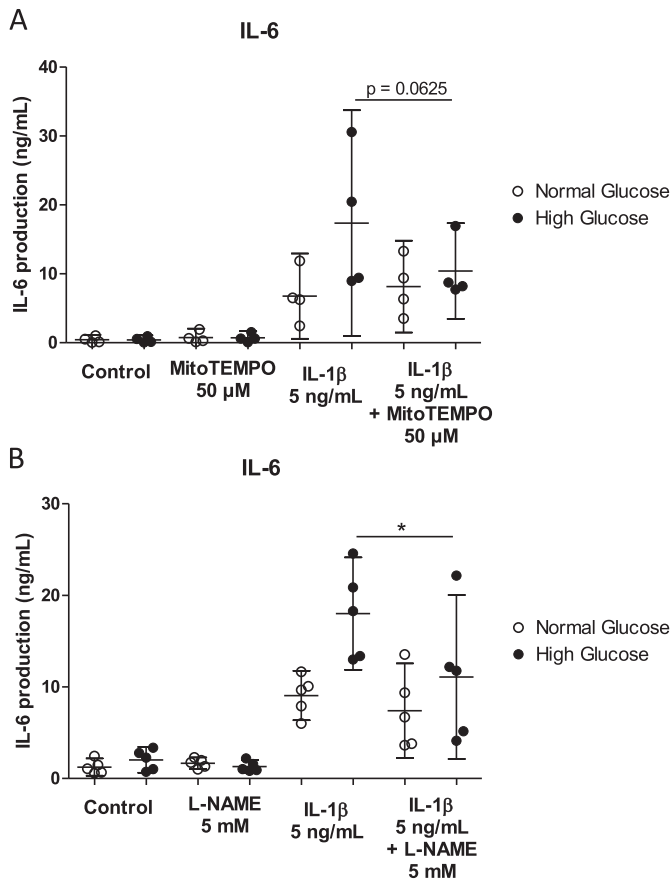 A
IL-6
IL-6 production (ng/mL)
40
30
20
10
0
p = 0.0625
Normal Glucose
High Glucose
Control
MitoTEMPO
50 µM
IL-1β
5 ng/mL
IL-1β
5 ng/mL
+ MitoTEMPO
50 µM
B
IL-6
IL-6 production (ng/mL)
30
20
10
0
*
Normal Glucose
High Glucose
Control
L-NAME
5 mM
IL-1β
5 ng/mL
IL-1β
5 ng/mL
+ L-NAME
5 mM